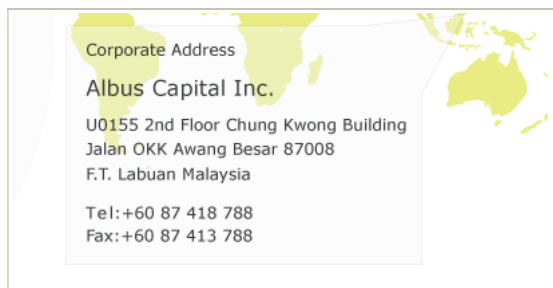 Corporate Address
Albus Capital Inc.
U0155 2nd Floor Chung Kwong Building
Jalan OKK Awang Besar 87008
F.T. Labuan Malaysia
Tel:+60 87 418 788
Fax:+60 87 413 788